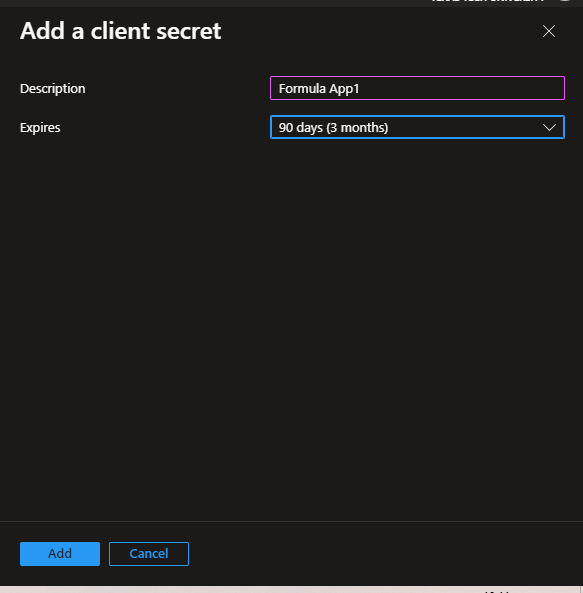 Add a client secret
Description
Formula App1
Expires
90 days (3 months)
Add
Cancel